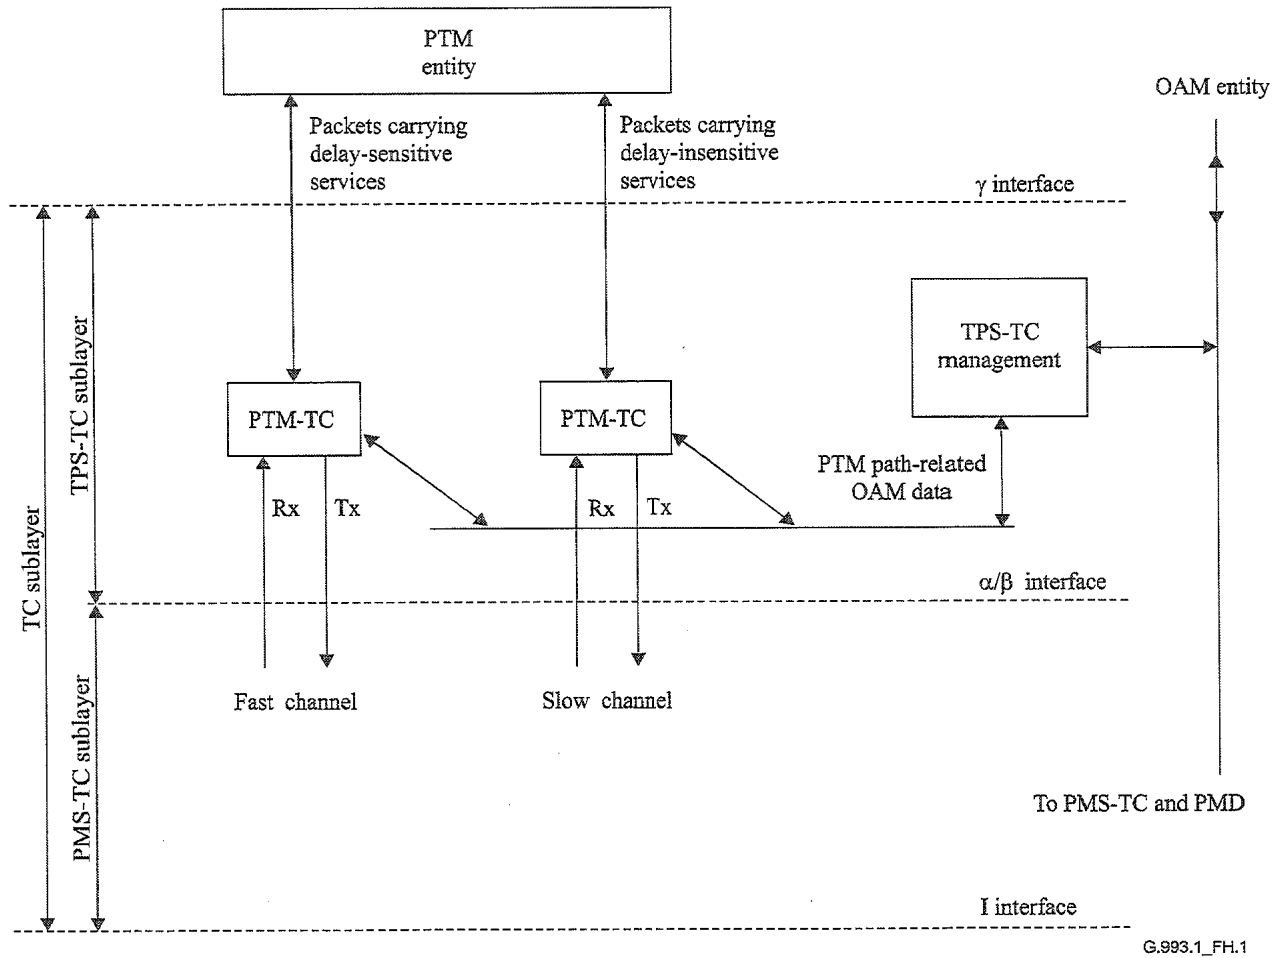 PTM
entity
OAM entity
Packets carrying
delay-sensitive
services
Packets carrying
delay-insensitive
services
γ interface
TPS-TC
management
TPS-TC sublayer
PTM-TC
PTM-TC
PTM path-related
OAM data
Rx
Tx
Rx
Tx
TC sublayer
α/β interface
Fast channel
Slow channel
PMS-TC sublayer
To PMS-TC and PMD
I interface
G.993.1_FH.1